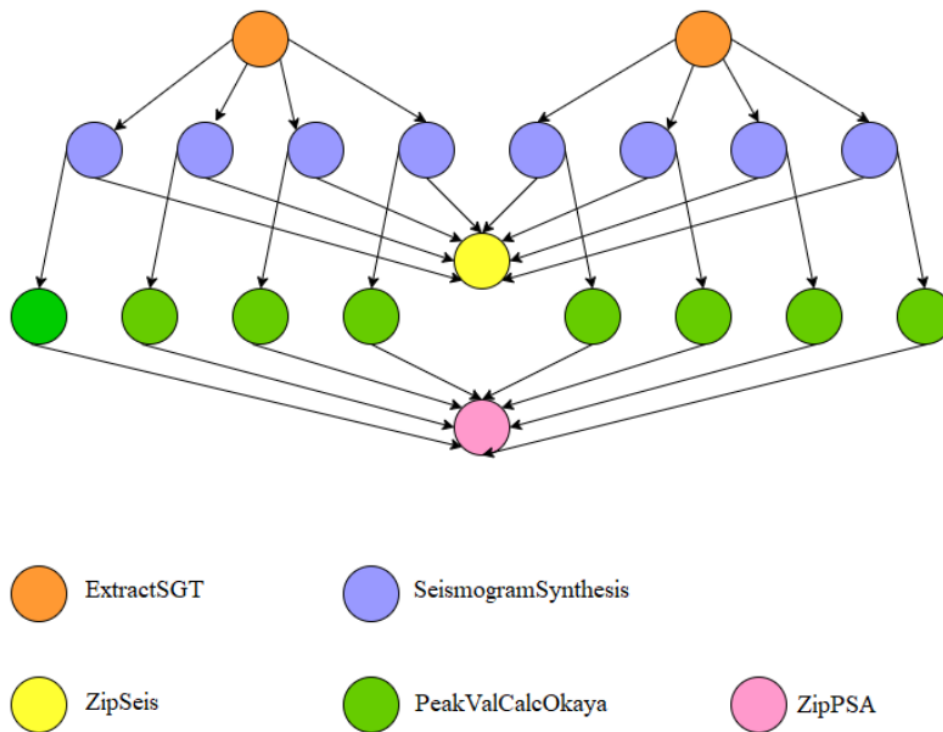 ExtractSGT
SeismogramSynthesis
ZipSeis
PeakValCalcOkaya
ZipPSA